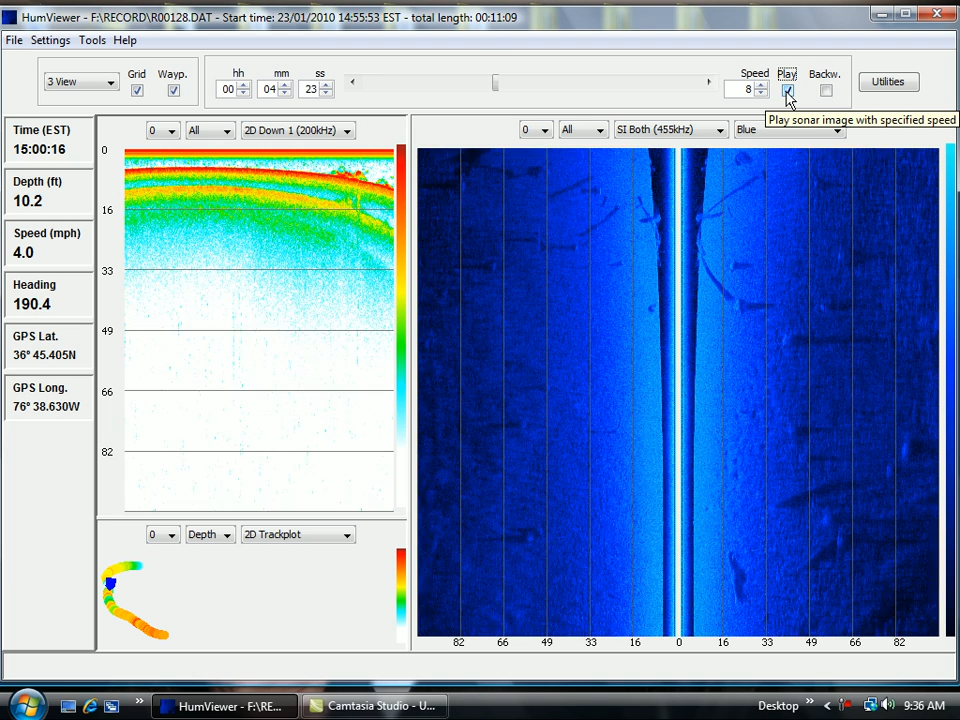 HumViewer - F:\RECORD\R00128.DAT - Start time: 23/01/2010 14:55:53 EST - total length: 00:11:09
File Settings Tools Help
3 View
Grid
Wayp.
hh
mm
ss
00
04
23
Speed
8
Play
Backw.
Utilities
Play sonar image with specified speed
Time (EST)
15:00:16
Depth (ft)
10.2
Speed (mph)
4.0
Heading
190.4
GPS Lat.
36° 45.405N
GPS Long.
76° 38.630W
0
All
2D Down 1 (200kHz)
0
16
33
49
66
82
0
Depth
2D Trackplot
0
All
SI Both (455kHz)
Blue
82 66 49 33 16 0 16 33 49 66 82
HumViewer - F:\RE...
Camtasia Studio - U...
Desktop
9:36 AM